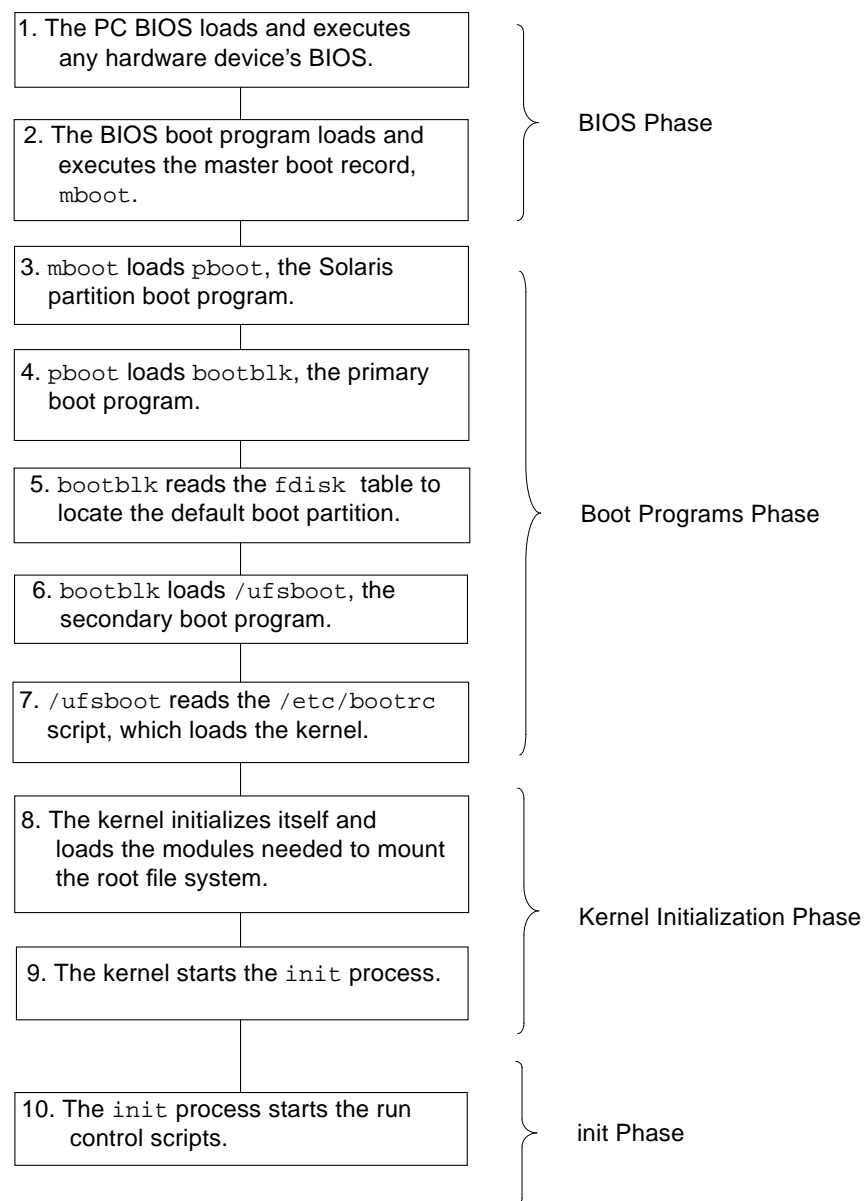 1. The PC BIOS loads and executes
any hardware device's BIOS.
BIOS Phase
2. The BIOS boot program loads and
executes the master boot record,
mboot.
3. mboot loads pboot, the Solaris
partition boot program.
4. pboot loads bootblk, the primary
boot program.
5. bootblk reads the fdisk table to
locate the default boot partition.
Boot Programs Phase
6. bootblk loads /ufsboot, the
secondary boot program.
7. /ufsboot reads the /etc/bootrc
script, which loads the kernel.
8. The kernel initializes itself and
loads the modules needed to mount
the root file system.
Kernel Initialization Phase
9. The kernel starts the init process.
10. The init process starts the run
control scripts.
init Phase